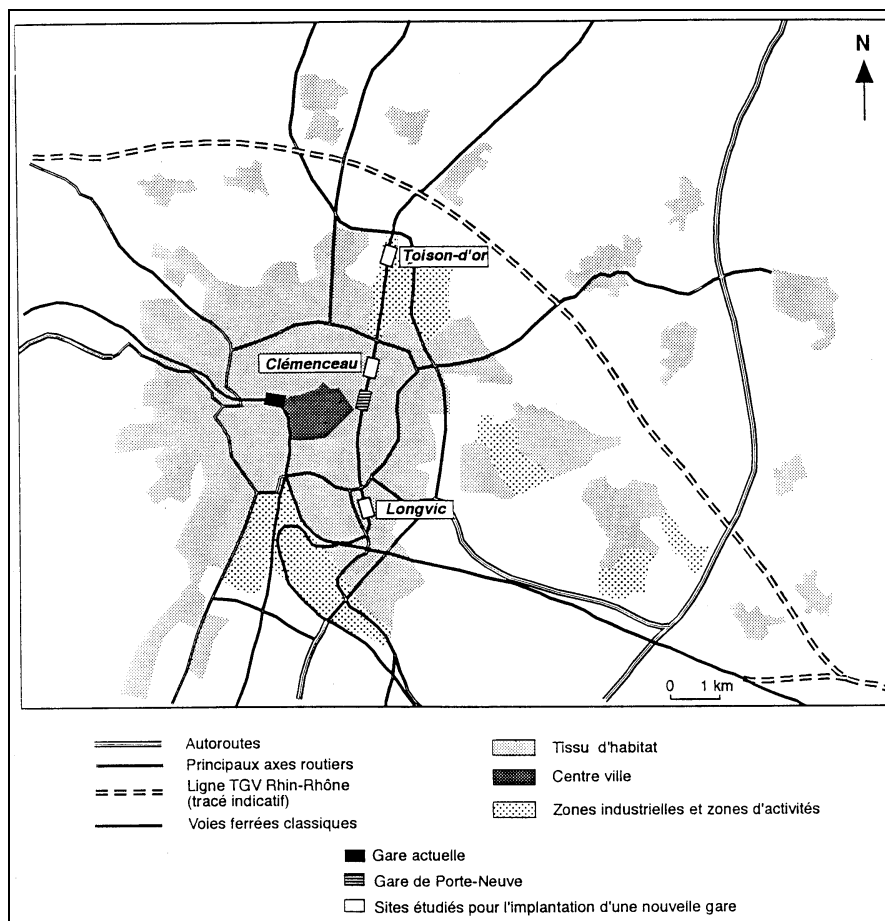 N
Toison-d'or
Clémenceau
Longvic
0 1 km
Autoroutes
Principaux axes routiers
Ligne TGV Rhin-Rhône
(tracé indicatif)
Voies ferrées classiques
Tissu d'habitat
Centre ville
Zones industrielles et zones d'activités
Gare actuelle
Gare de Porte-Neuve
Sites étudiés pour l'implantation d'une nouvelle gare